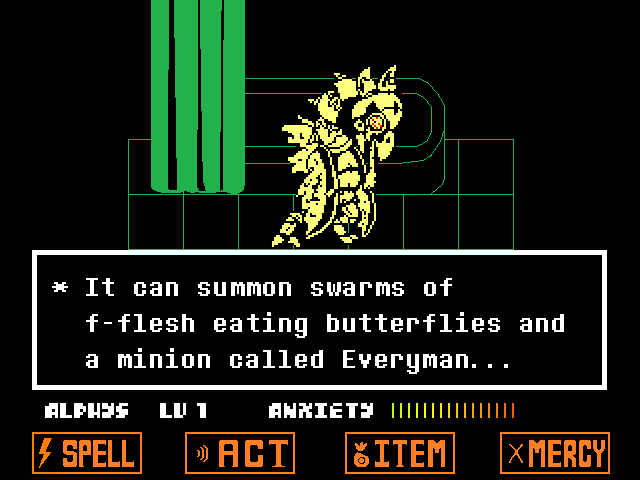 * It can summon swarms of
f-flesh eating butterflies and
a minion called Everyman...
ALPHYS LV 1 ANXIETY
SPELL ACT ITEM MERCY